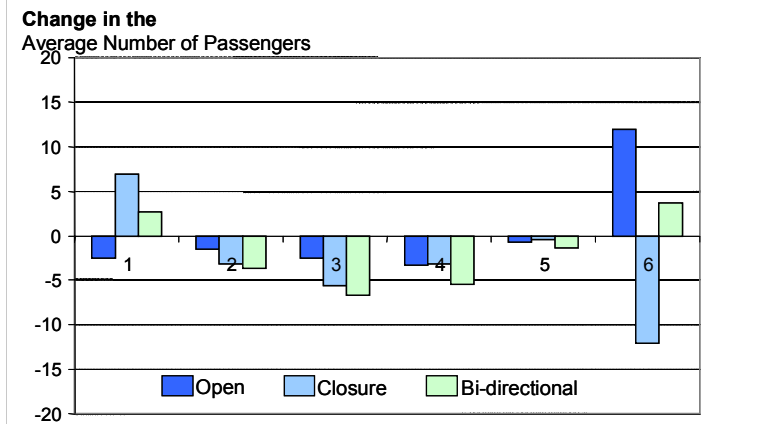 Change in the
Average Number of Passengers
20
15
10
5
0
-5
-10
-15
-20
1 2 3 4 5 6
Open Closure Bi-directional